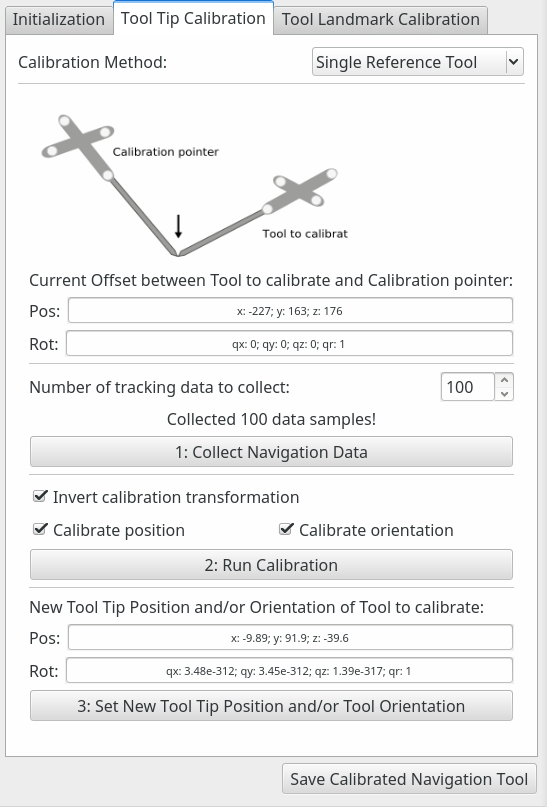 Initialization Tool Tip Calibration Tool Landmark Calibration
Calibration Method: Single Reference Tool
Calibration pointer
Tool to calibrat
Current Offset between Tool to calibrate and Calibration pointer:
Pos: x: -227; y: 163; z: 176
Rot: qx: 0; qy: 0; qz: 0; qr: 1
Number of tracking data to collect: 100
Collected 100 data samples!
1: Collect Navigation Data
Invert calibration transformation
Calibrate position Calibrate orientation
2: Run Calibration
New Tool Tip Position and/or Orientation of Tool to calibrate:
Pos: x: -9.89; y: 91.9; z: -39.6
Rot: qx: 3.48e-312; qy: 3.45e-312; qz: 1.39e-317; qr: 1
3: Set New Tool Tip Position and/or Tool Orientation
Save Calibrated Navigation Tool